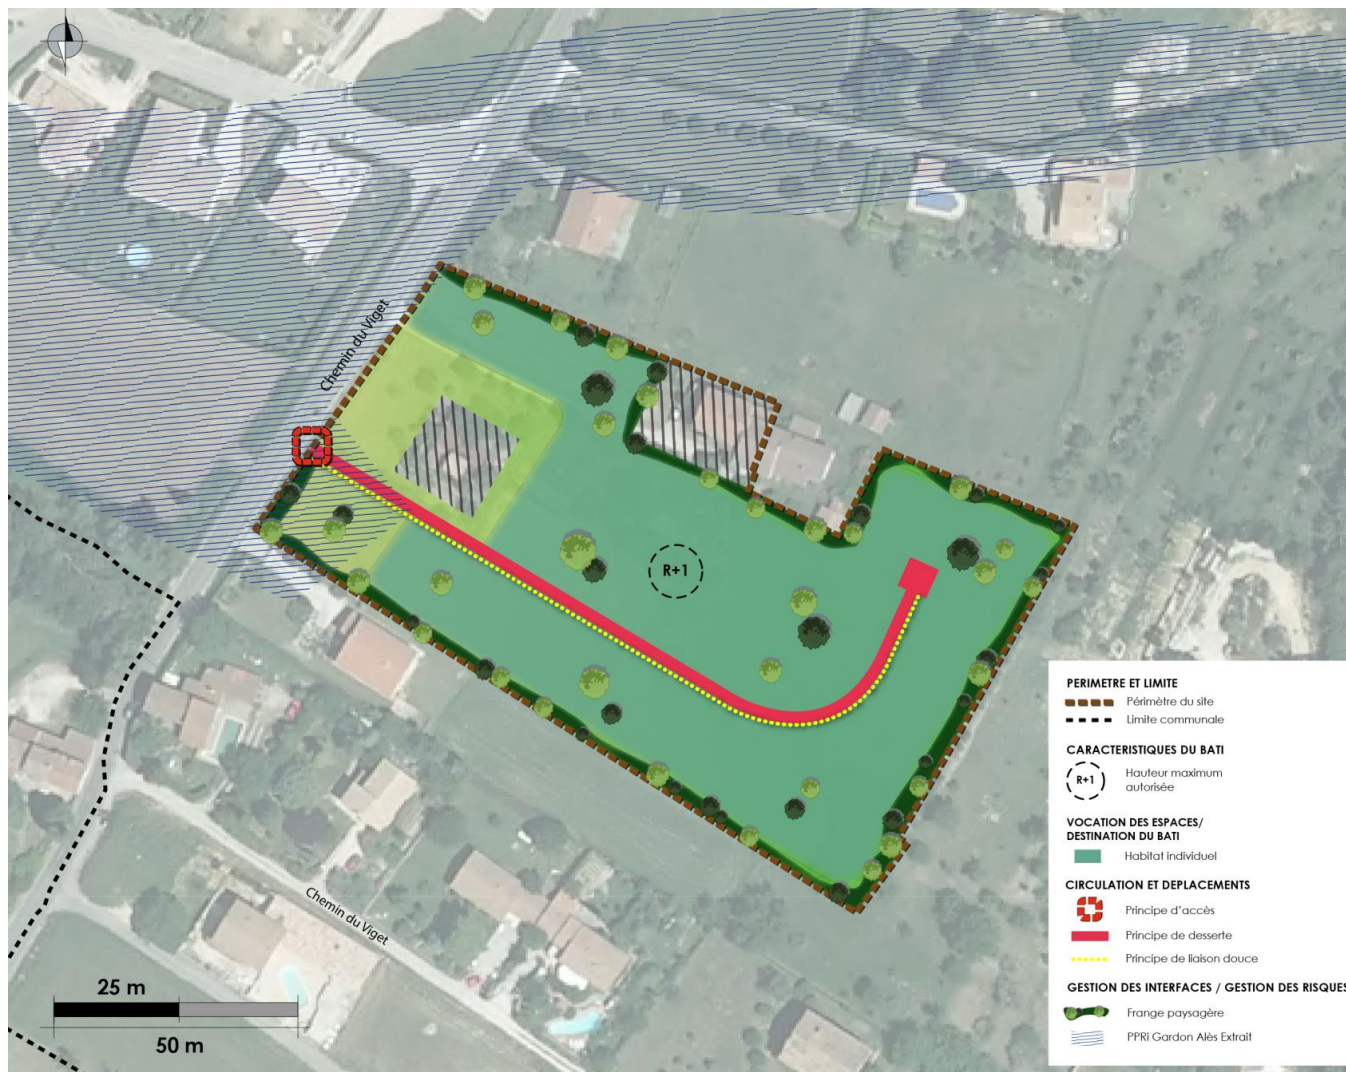 Chemin du Viget
R+1
Chemin du Viget
25 m
50 m
PERIMETRE ET LIMITE
Périmètre du site
Limite communale
CARACTERISTIQUES DU BATI
R+1
Hauteur maximum
autorisée
VOCATION DES ESPACES/
DESTINATION DU BATI
Habitat individuel
CIRCULATION ET DEPLACEMENTS
Principe d'accès
Principe de desserte
Principe de liaison douce
GESTION DES INTERFACES / GESTION DES RISQUES
Frange paysagère
PPRi Gardon Alès Extrait